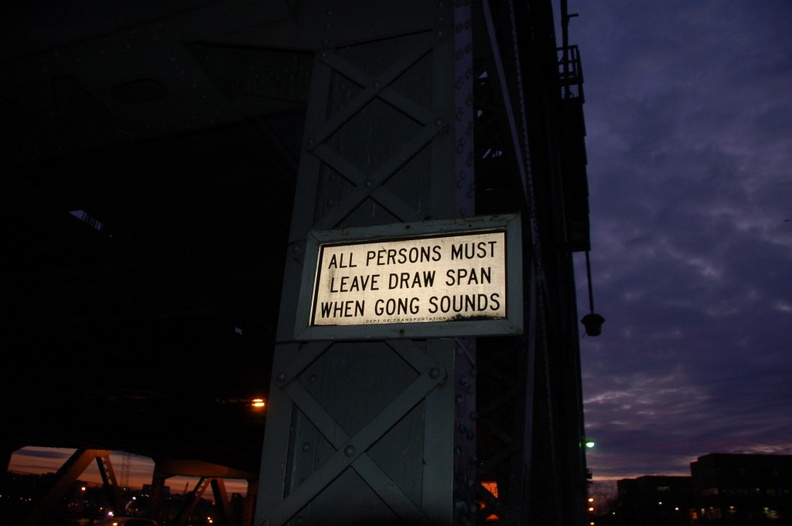 ALL PERSONS MUST
LEAVE DRAW SPAN
WHEN GONG SOUNDS
DEPT OF TRANSPORTATION